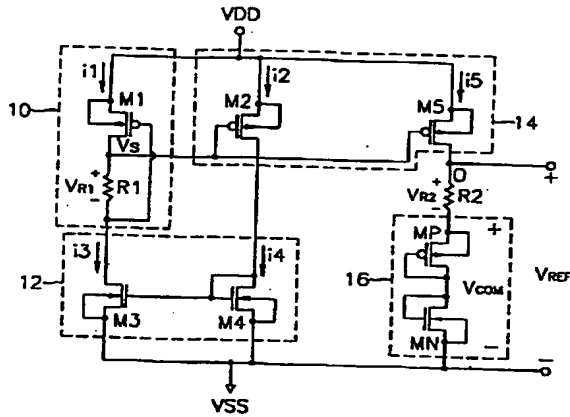 VDD
i1
i2
i5
10
M1
M2
M5
14
VS
VR1
+
-
R1
O
+
VR2
+
-
R2
i3
i4
12
M3
M4
MP
+
16
VCOM
VREF
MN
-
-
VSS